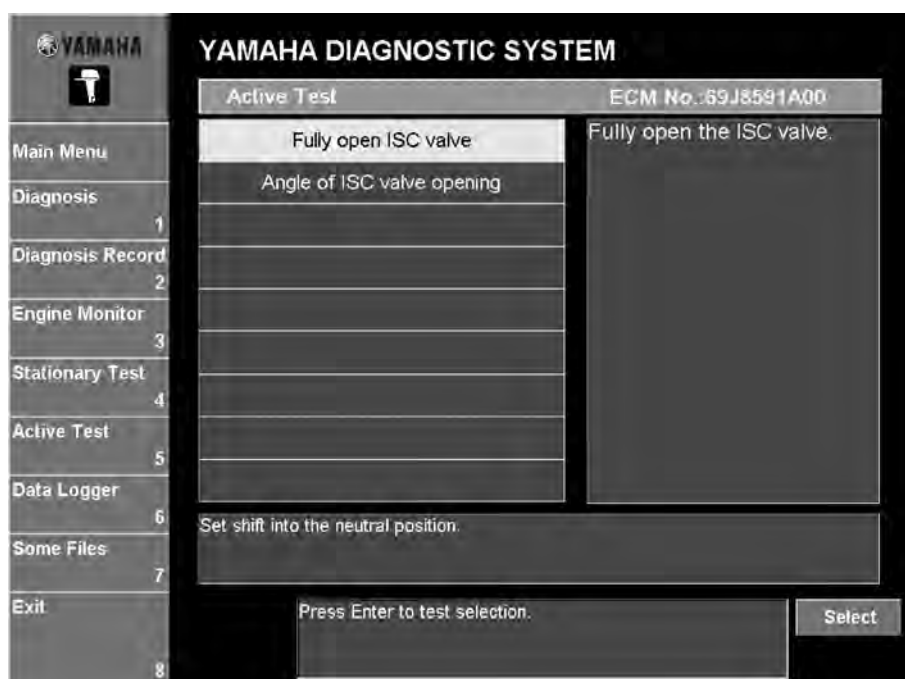 YAMAHA
YAMAHA DIAGNOSTIC SYSTEM
Active Test ECM No.:69J8591A00
Main Menu
Diagnosis
1
Diagnosis Record
2
Engine Monitor
3
Stationary Test
4
Active Test
5
Data Logger
6
Some Files
7
Exit
8
Fully open ISC valve
Angle of ISC valve opening
Fully open the ISC valve.
Set shift into the neutral position.
Press Enter to test selection.
Select